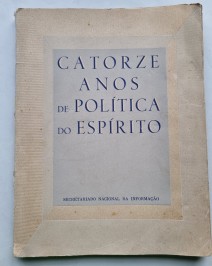 CATORZE
ANOS
DE POLÍTICA
DO ESPÍRITO
SECRETARIADO NACIONAL DA INFORMAÇÃO